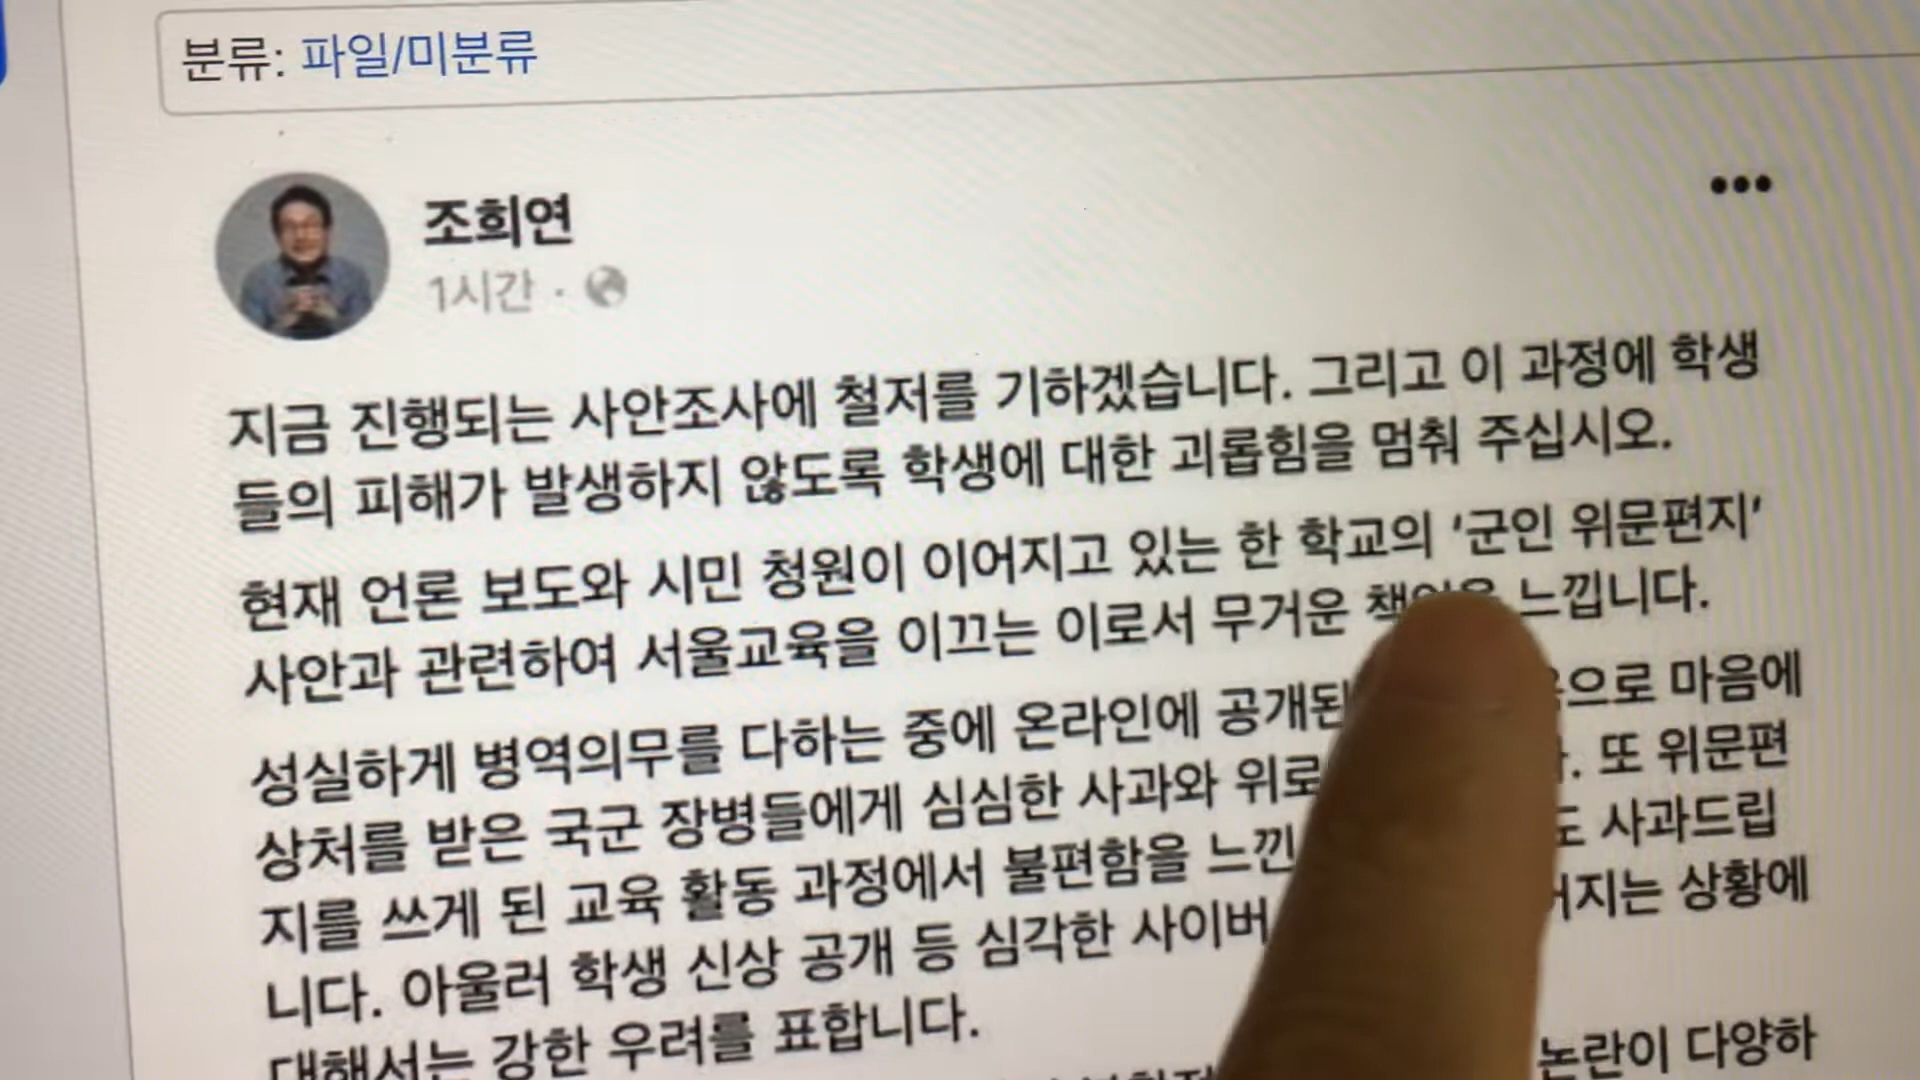 분류: 파일/미분류
조희연
1시간 ·
지금 진행되는 사안조사에 철저를 기하겠습니다. 그리고 이 과정에 학생
들의 피해가 발생하지 않도록 학생에 대한 괴롭힘을 멈춰 주십시오.
현재 언론 보도와 시민 청원이 이어지고 있는 한 학교의 '군인 위문편지'
사안과 관련하여 서울교육을 이끄는 이로서 무거운 느낍니다.
성실하게 병역의무를 다하는 중에 온라인에 공개된 마음에
상처를 받은 국군 장병들에게 심심한 사과와 또 위문편
지를 쓰게 된 교육 활동 과정에서 불편함을 느낀 사과드립
니다. 아울러 학생 신상 공개 등 심각한 사이버 상황에
대해서는 강한 우려를 표합니다.
논란이 다양하